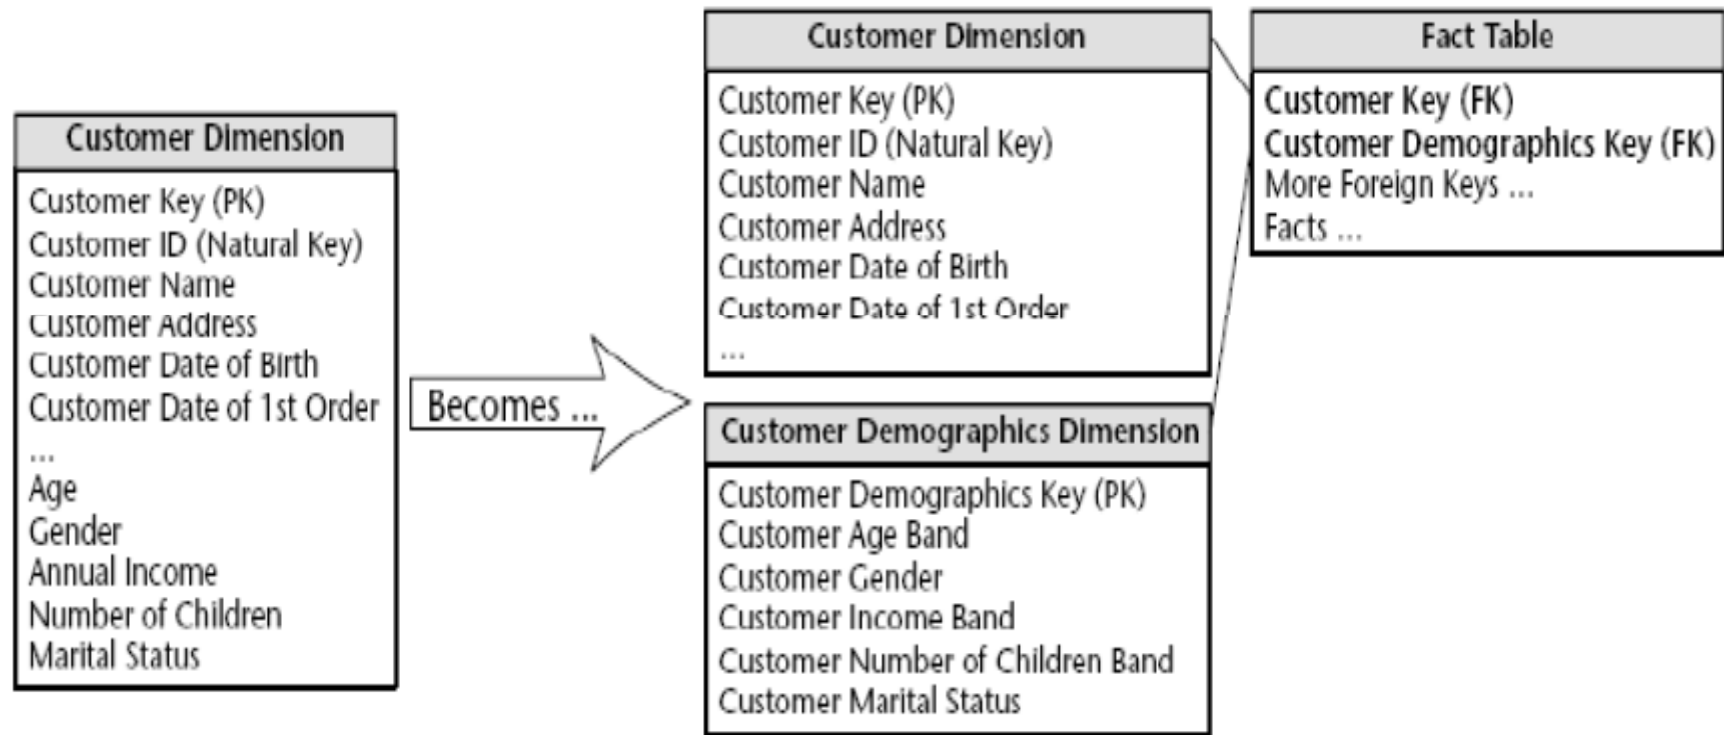 Customer Dimension
Customer Key (PK)
Customer ID (Natural Key)
Customer Name
Customer Address
Customer Date of Birth
Customer Date of 1st Order
...
Age
Gender
Annual Income
Number of Children
Marital Status
Becomes ...
Customer Dimension
Customer Key (PK)
Customer ID (Natural Key)
Customer Name
Customer Address
Customer Date of Birth
Customer Date of 1st Order
...
Customer Demographics Dimension
Customer Demographics Key (PK)
Customer Age Band
Customer Gender
Customer Income Band
Customer Number of Children Band
Customer Marital Status
Fact Table
Customer Key (FK)
Customer Demographics Key (FK)
More Foreign Keys ...
Facts ...